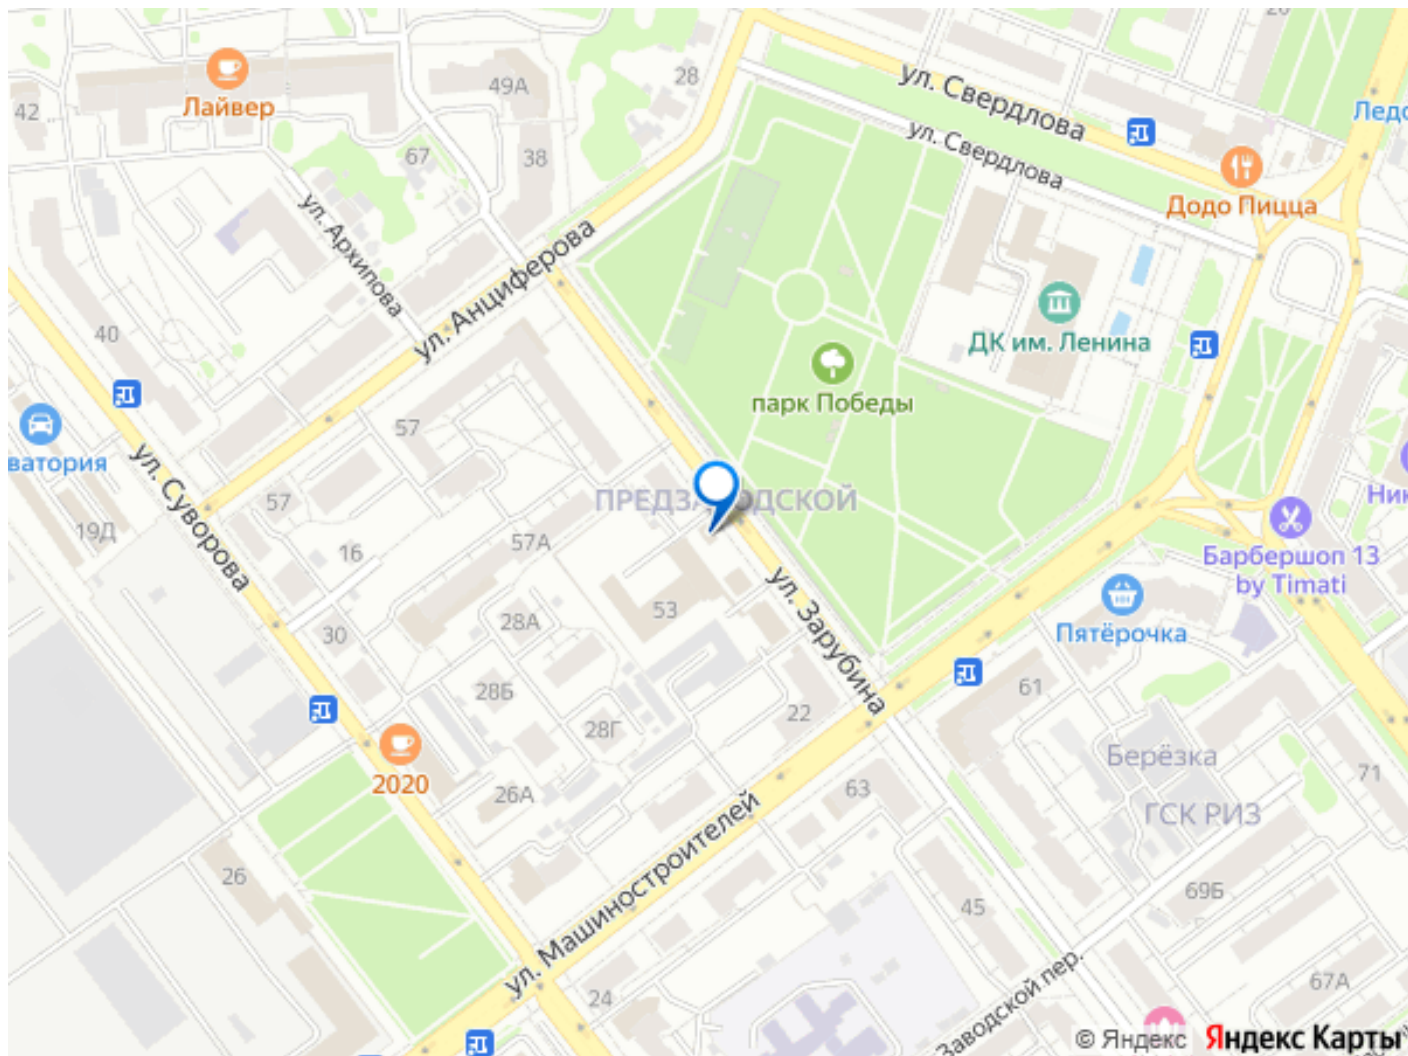 20
28
49А
ул. Свердлова
Лайвер
42
Ледо
ул. Свердлова
67
38
Додо Пицца
ул. Архипова
ул. Анциферова
ДК им. Ленина
40
парк Победы
57
ватория
ул. Суворова
Ник
ПРЕДЗАВОДСКОЙ
57
19Д
57А
16
Барбершоп 13
by Timati
53
ул. Зарубина
28А
30
Пятёрочка
28Б
61
22
28Г
Берёзка
71
2020
26А
63
ГСК РИЗ
ул. Машиностроителей
26
69Б
45
67А
24
Заводской пер.
© Яндекс Яндекс Карты